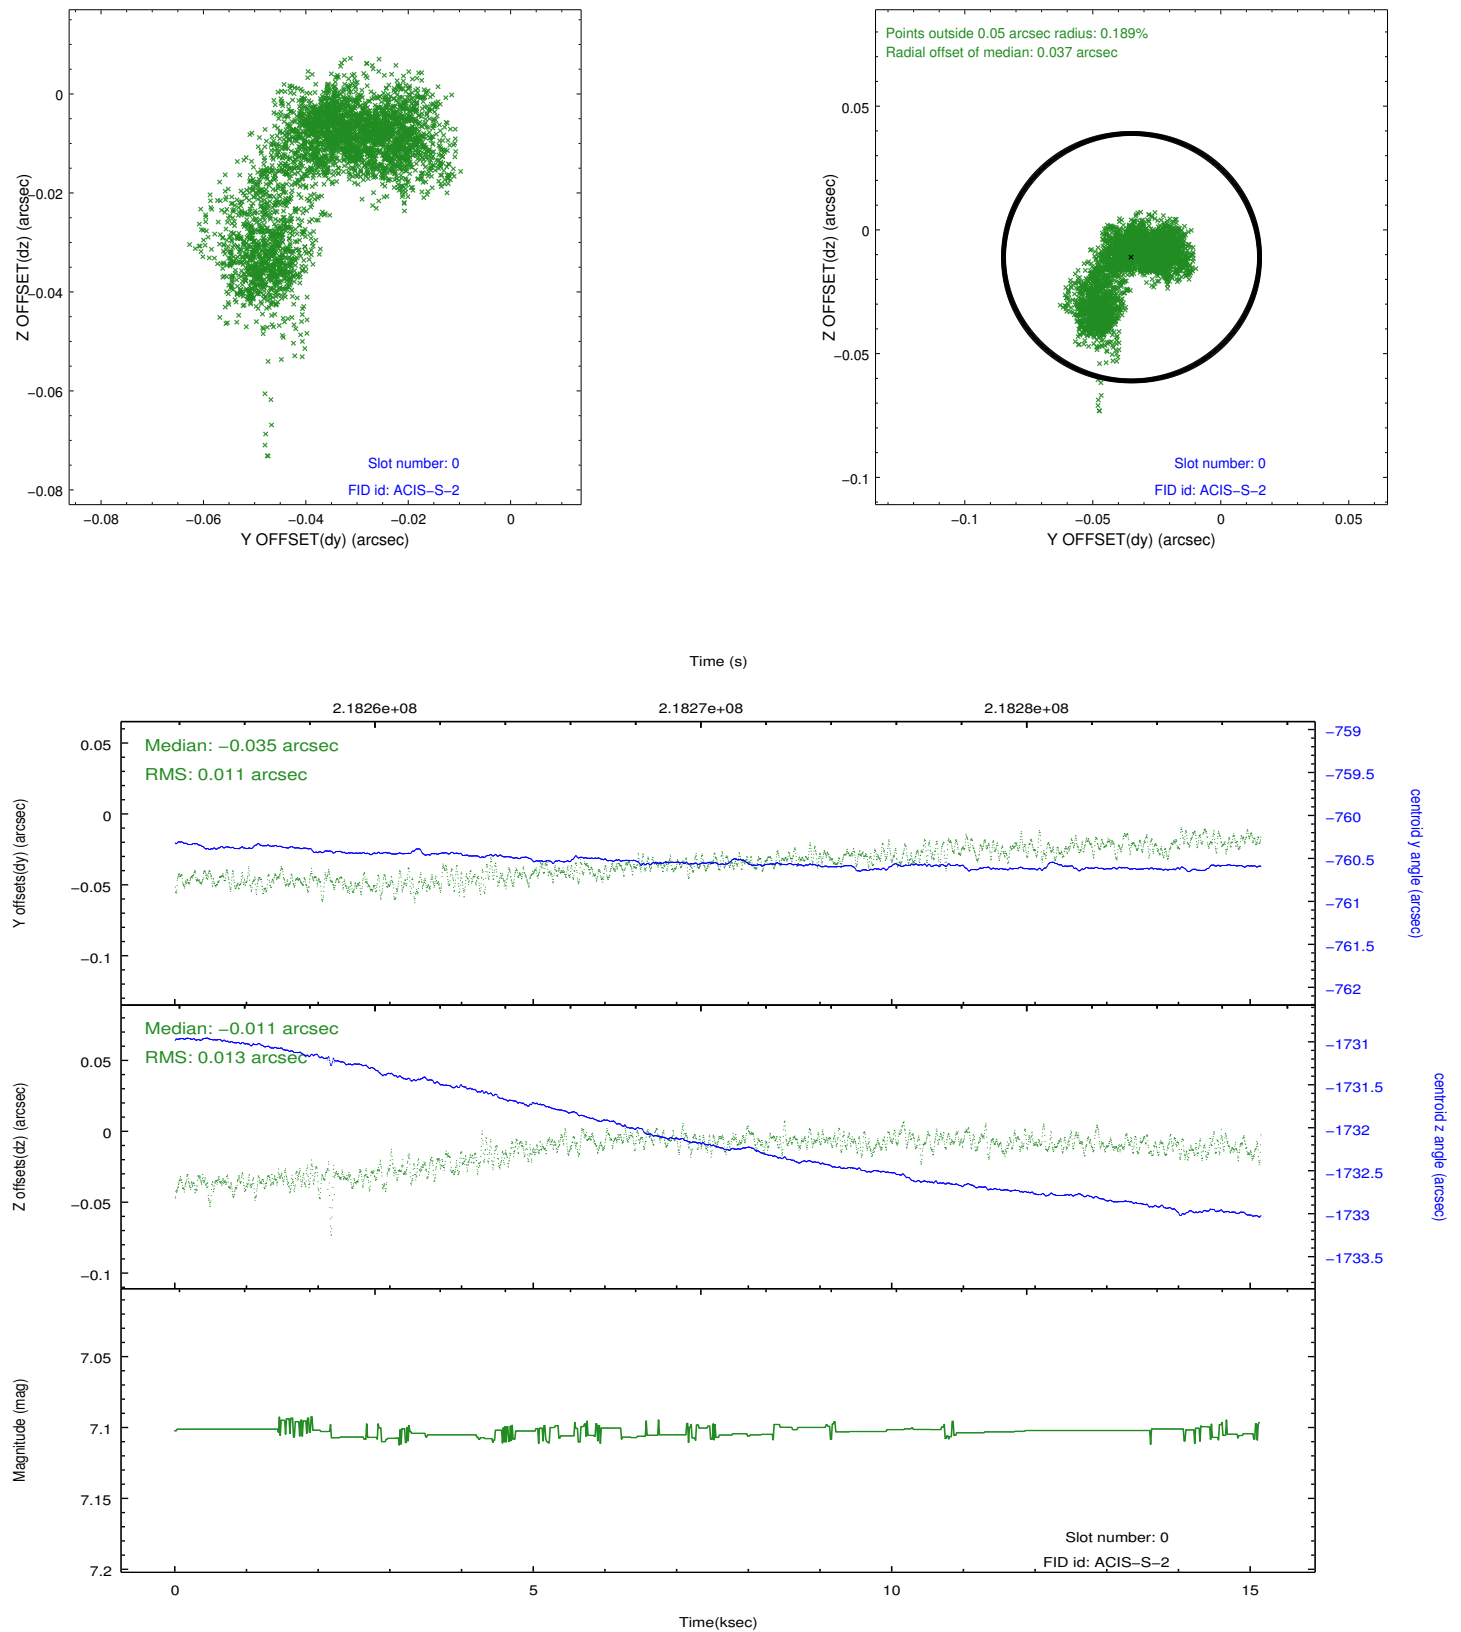 0
−0.02
−0.04
−0.06
−0.08
Z OFFSET(dz) (arcsec)
Slot number: 0
FID id: ACIS−S−2
−0.08
−0.06
−0.04
−0.02
0
Y OFFSET(dy) (arcsec)
Points outside 0.05 arcsec radius: 0.189%
Radial offset of median: 0.037 arcsec
0.05
0
−0.05
−0.1
Z OFFSET(dz) (arcsec)
Slot number: 0
FID id: ACIS−S−2
−0.1
−0.05
0
0.05
Y OFFSET(dy) (arcsec)
Time (s)
2.1826e+08
2.1827e+08
2.1828e+08
Median: −0.035 arcsec
RMS: 0.011 arcsec
0.05
0
−0.05
−0.1
Y offsets(dy) (arcsec)
−759
−759.5
−760
−760.5
−761
−761.5
−762
centroid y angle (arcsec)
Median: −0.011 arcsec
RMS: 0.013 arcsec
0.05
0
−0.05
−0.1
Z offsets(dz) (arcsec)
−1731
−1731.5
−1732
−1732.5
−1733
−1733.5
centroid z angle (arcsec)
7.05
7.1
7.15
7.2
Magnitude (mag)
Slot number: 0
FID id: ACIS−S−2
0
5
10
15
Time(ksec)